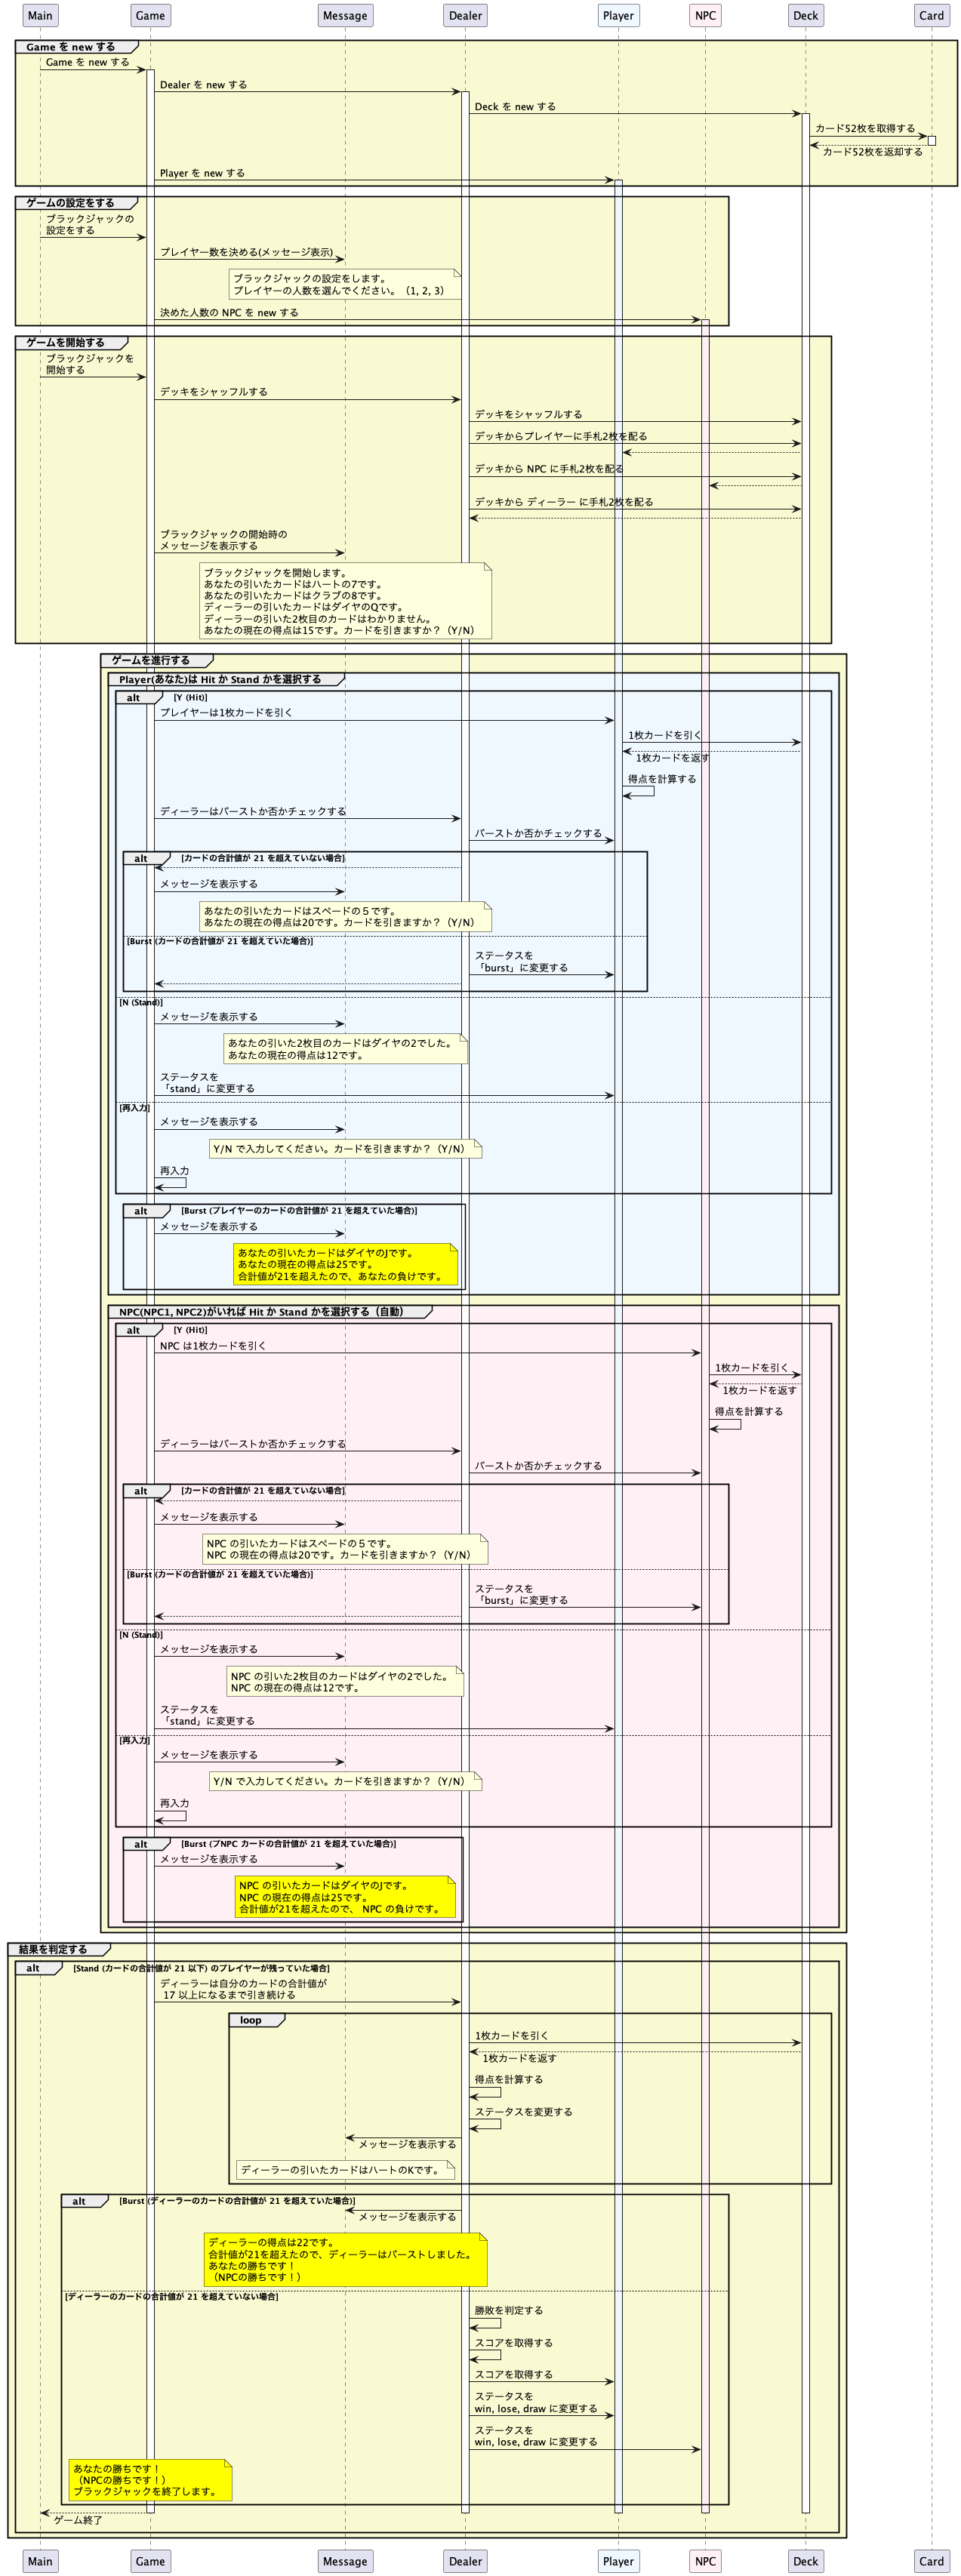 Main Game Message Dealer Player NPC Deck Card
Game を new する
Game を new する
Dealer を new する
Deck を new する
カード52枚を取得する
カード52枚を返却する
Player を new する
ゲームの設定をする
ブラックジャックの
設定をする
プレイヤー数を決める(メッセージ表示)
ブラックジャックの設定をします。
プレイヤーの人数を選んでください。（1, 2, 3）
決めた人数の NPC を new する
ゲームを開始する
ブラックジャックを
開始する
デッキをシャッフルする
デッキをシャッフルする
デッキからプレイヤーに手札2枚を配る
デッキから NPC に手札2枚を配る
デッキから ディーラー に手札2枚を配る
ブラックジャックの開始時の
メッセージを表示する
ブラックジャックを開始します。
あなたの引いたカードはハートの7です。
あなたの引いたカードはクラブの8です。
ディーラーの引いたカードはダイヤのQです。
ディーラーの引いた2枚目のカードはわかりません。
あなたの現在の得点は15です。カードを引きますか？（Y/N）
ゲームを進行する
Player(あなた)は Hit か Stand かを選択する
alt [Y (Hit)]
プレイヤーは1枚カードを引く
1枚カードを引く
1枚カードを返す
得点を計算する
ディーラーはバーストか否かチェックする
バーストか否かチェックする
alt [カードの合計値が 21 を超えていない場合]
メッセージを表示する
あなたの引いたカードはスペードの５です。
あなたの現在の得点は20です。カードを引きますか？（Y/N）
[Burst (カードの合計値が 21 を超えていた場合)]
ステータスを
「burst」に変更する
[N (Stand)]
メッセージを表示する
あなたの引いた2枚目のカードはダイヤの2でした。
あなたの現在の得点は12です。
ステータスを
「stand」に変更する
[再入力]
メッセージを表示する
Y/N で入力してください。カードを引きますか？（Y/N）
再入力
alt [Burst (プレイヤーのカードの合計値が 21 を超えていた場合)]
メッセージを表示する
あなたの引いたカードはダイヤのJです。
あなたの現在の得点は25です。
合計値が21を超えたので、あなたの負けです。
NPC(NPC1, NPC2)がいれば Hit か Stand かを選択する（自動）
alt [Y (Hit)]
NPC は1枚カードを引く
1枚カードを引く
1枚カードを返す
得点を計算する
ディーラーはバーストか否かチェックする
バーストか否かチェックする
alt [カードの合計値が 21 を超えていない場合]
メッセージを表示する
NPC の引いたカードはスペードの５です。
NPC の現在の得点は20です。カードを引きますか？（Y/N）
[Burst (カードの合計値が 21 を超えていた場合)]
ステータスを
「burst」に変更する
[N (Stand)]
メッセージを表示する
NPC の引いた2枚目のカードはダイヤの2でした。
NPC の現在の得点は12です。
ステータスを
「stand」に変更する
[再入力]
メッセージを表示する
Y/N で入力してください。カードを引きますか？（Y/N）
再入力
alt [Burst (プNPC カードの合計値が 21 を超えていた場合)]
メッセージを表示する
NPC の引いたカードはダイヤのJです。
NPC の現在の得点は25です。
合計値が21を超えたので、 NPC の負けです。
結果を判定する
alt [Stand (カードの合計値が 21 以下) のプレイヤーが残っていた場合]
ディーラーは自分のカードの合計値が
17 以上になるまで引き続ける
loop
1枚カードを引く
1枚カードを返す
得点を計算する
ステータスを変更する
メッセージを表示する
ディーラーの引いたカードはハートのKです。
alt [Burst (ディーラーのカードの合計値が 21 を超えていた場合)]
メッセージを表示する
ディーラーの得点は22です。
合計値が21を超えたので、ディーラーはバーストしました。
あなたの勝ちです！
（NPCの勝ちです！）
[ディーラーのカードの合計値が 21 を超えていない場合]
勝敗を判定する
スコアを取得する
スコアを取得する
ステータスを
win, lose, draw に変更する
ステータスを
win, lose, draw に変更する
あなたの勝ちです！
（NPCの勝ちです！）
ブラックジャックを終了します。
ゲーム終了
Main Game Message Dealer Player NPC Deck Card